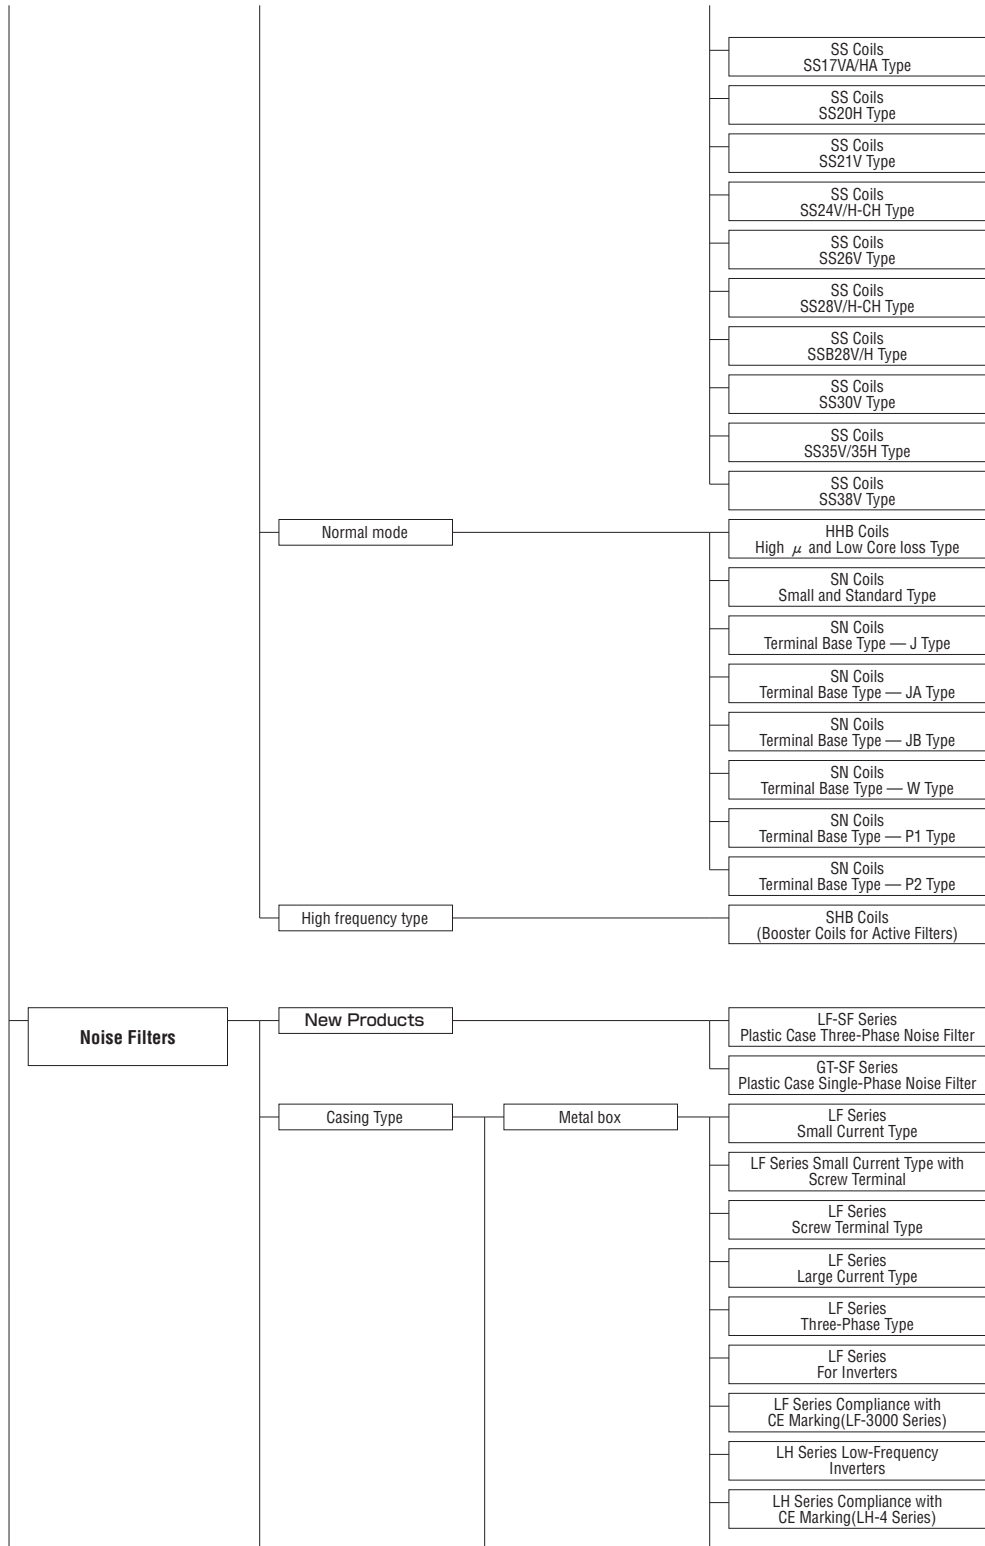 SS Coils
SS17VA/HA Type
SS Coils
SS20H Type
SS Coils
SS21V Type
SS Coils
SS24V/H-CH Type
SS Coils
SS26V Type
SS Coils
SS28V/H-CH Type
SS Coils
SSB28V/H Type
SS Coils
SS30V Type
SS Coils
SS35V/35H Type
SS Coils
SS38V Type
Normal mode
HHB Coils
High μ and Low Core loss Type
SN Coils
Small and Standard Type
SN Coils
Terminal Base Type — J Type
SN Coils
Terminal Base Type — JA Type
SN Coils
Terminal Base Type — JB Type
SN Coils
Terminal Base Type — W Type
SN Coils
Terminal Base Type — P1 Type
SN Coils
Terminal Base Type — P2 Type
High frequency type
SHB Coils
(Booster Coils for Active Filters)
Noise Filters
New Products
LF-SF Series
Plastic Case Three-Phase Noise Filter
GT-SF Series
Plastic Case Single-Phase Noise Filter
Casing Type
Metal box
LF Series
Small Current Type
LF Series Small Current Type with
Screw Terminal
LF Series
Screw Terminal Type
LF Series
Large Current Type
LF Series
Three-Phase Type
LF Series
For Inverters
LF Series Compliance with
CE Marking(LF-3000 Series)
LH Series Low-Frequency
Inverters
LH Series Compliance with
CE Marking(LH-4 Series)